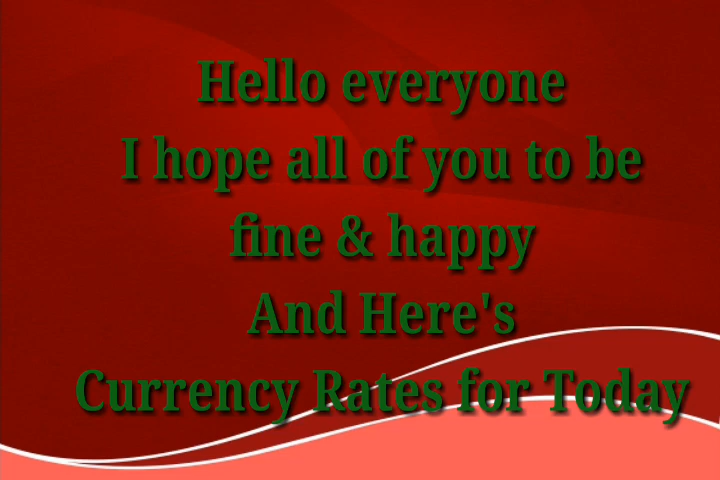 Hello everyone
I hope all of you to be
fine & happy
And Here's
Currency Rates for Today